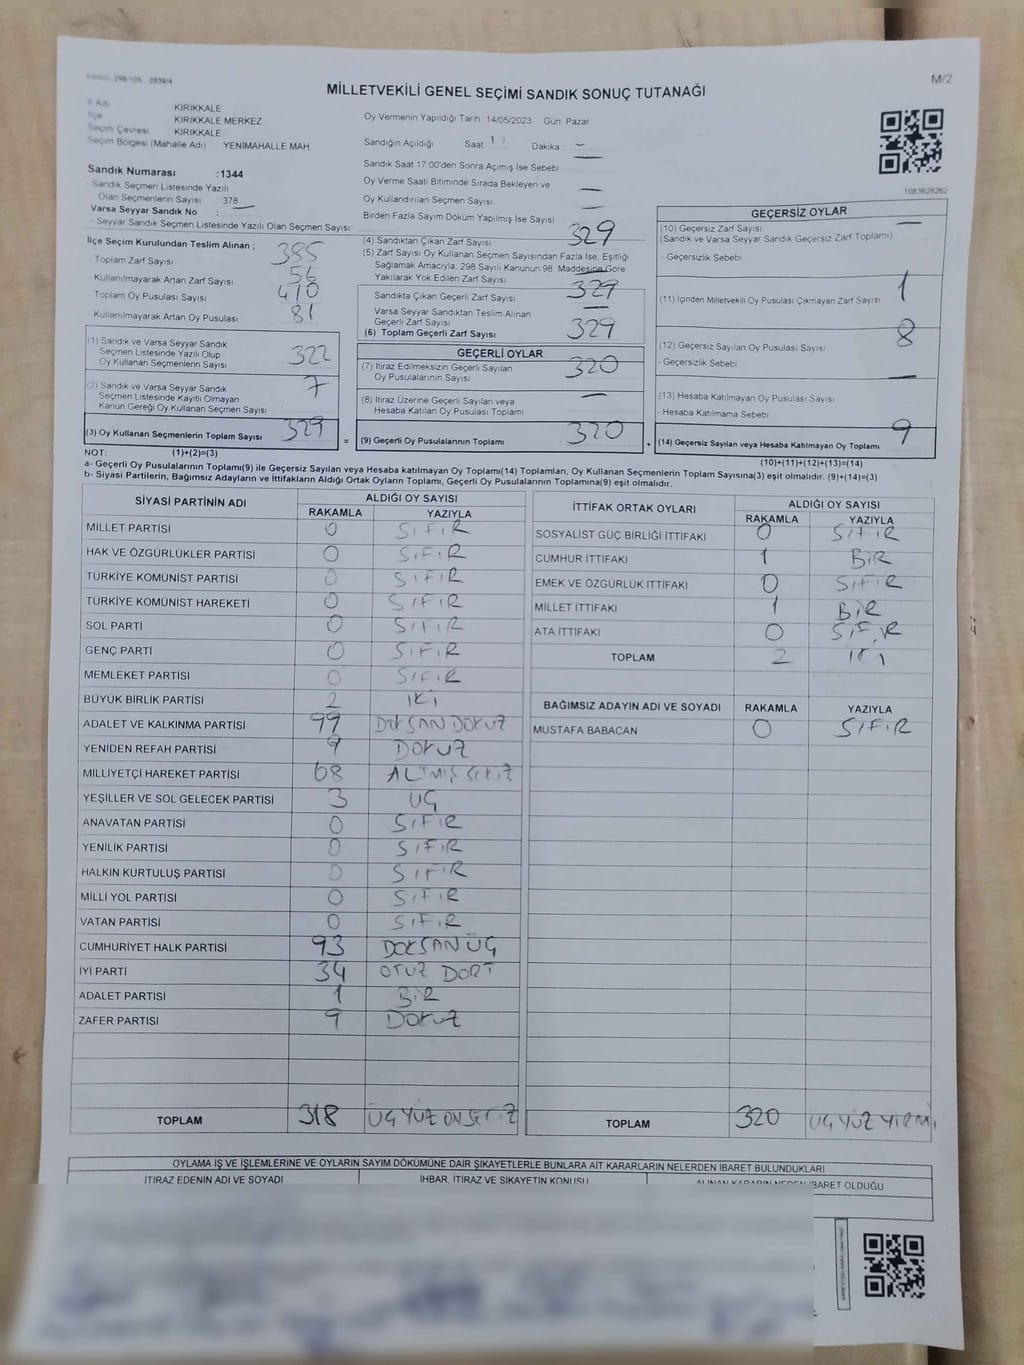 MİLLETVEKİLİ GENEL SEÇİMİ SANDIK SONUÇ TUTANAĞI
M/2
İl Adı KIRIKKALE
İlçe KIRIKKALE MERKEZ
Seçim Çevresi KIRIKKALE
Seçim Bölgesi (Mahalle Adı) YENİMAHALLE MAH.
Sandık Numarası :1344
- Sandık Seçmen Listesinde Yazılı
Olan Seçmenlerin Sayısı 378
Varsa Seyyar Sandık No
- Seyyar Sandık Seçmen Listesinde Yazılı Olan Seçmen Sayısı
Oy Vermenin Yapıldığı Tarih 14/05/2023 Gün: Pazar
Sandığın Açıldığı Saat Dakika —
Sandık Saat 17:00'den Sonra Açımış İse Sebebi —
Oy Verme Saati Bitiminde Sırada Bekleyen ve
Oy Kullandırılan Seçmen Sayısı —
Birden Fazla Sayım Döküm Yapılmış İse Sayısı —
1083628262
İlçe Seçim Kurulundan Teslim Alınan ;
- Toplam Zarf Sayısı 385
- Kullanılmayarak Artan Zarf Sayısı 56
- Toplam Oy Pusulası Sayısı 410
- Kullanılmayarak Artan Oy Pusulası 81
(1) Sandık ve Varsa Seyyar Sandık
Seçmen Listesinde Yazılı Olup
Oy Kullanan Seçmenlerin Sayısı 322
(2) Sandık ve Varsa Seyyar Sandık
Seçmen Listesinde Kayıtlı Olmayan
Kanun Gereği Oy Kullanan Seçmen Sayısı 7
(3) Oy Kullanan Seçmenlerin Toplam Sayısı 329
(4) Sandıktan Çıkan Zarf Sayısı 329
(5) Zarf Sayısı Oy Kullanan Seçmen Sayısından Fazla İse, Eşitliği
Sağlamak Amacıyla, 298 Sayılı Kanunun 98. Maddesine Göre
Yakılarak Yok Edilen Zarf Sayısı —
Sandıkta Çıkan Geçerli Zarf Sayısı 329
Varsa Seyyar Sandıktan Teslim Alınan
Geçerli Zarf Sayısı —
(6) Toplam Geçerli Zarf Sayısı 329
GEÇERLİ OYLAR
(7) İtiraz Edilmeksizin Geçerli Sayılan
Oy Pusulalarının Sayısı 320
(8) İtiraz Üzerine Geçerli Sayılan veya
Hesaba Katılan Oy Pusulası Toplamı —
= (9) Geçerli Oy Pusulalarının Toplamı 320
GEÇERSİZ OYLAR
(10) Geçersiz Zarf Sayısı —
(Sandık ve Varsa Seyyar Sandık Geçersiz Zarf Toplamı)
- Geçersizlik Sebebi
(11) İçinden Milletvekili Oy Pusulası Çıkmayan Zarf Sayısı 1
(12) Geçersiz Sayılan Oy Pusulası Sayısı 8
- Geçersizlik Sebebi
(13) Hesaba Katılmayan Oy Pusulası Sayısı —
- Hesaba Katılmama Sebebi
+ (14) Geçersiz Sayılan veya Hesaba Katılmayan Oy Toplamı 9
NOT: (1)+(2)=(3)
(10)+(11)+(12)+(13)=(14)
a- Geçerli Oy Pusulalarının Toplamı(9) ile Geçersiz Sayılan veya Hesaba katılmayan Oy Toplamı(14) Toplamları, Oy Kullanan Seçmenlerin Toplam Sayısına(3) eşit olmalıdır. (9)+(14)=(3)
b- Siyasi Partilerin, Bağımsız Adayların ve İttifakların Aldığı Ortak Oyların Toplamı, Geçerli Oy Pusulalarının Toplamına(9) eşit olmalıdır.
SİYASİ PARTİNİN ADI ALDIĞI OY SAYISI
RAKAMLA YAZIYLA
MİLLET PARTİSİ 0 SIFIR
HAK VE ÖZGÜRLÜKLER PARTİSİ 0 SIFIR
TÜRKİYE KOMÜNİST PARTİSİ 0 SIFIR
TÜRKİYE KOMÜNİST HAREKETİ 0 SIFIR
SOL PARTİ 0 SIFIR
GENÇ PARTİ 0 SIFIR
MEMLEKET PARTİSİ 0 SIFIR
BÜYÜK BİRLİK PARTİSİ 2 İKİ
ADALET VE KALKINMA PARTİSİ 99 DOKSAN DOKUZ
YENİDEN REFAH PARTİSİ 9 DOKUZ
MİLLİYETÇİ HAREKET PARTİSİ 68 ALTMIŞ SEKİZ
YEŞİLLER VE SOL GELECEK PARTİSİ 3 ÜÇ
ANAVATAN PARTİSİ 0 SIFIR
YENİLİK PARTİSİ 0 SIFIR
HALKIN KURTULUŞ PARTİSİ 0 SIFIR
MİLLİ YOL PARTİSİ 0 SIFIR
VATAN PARTİSİ 0 SIFIR
CUMHURİYET HALK PARTİSİ 93 DOKSAN ÜÇ
İYİ PARTİ 34 OTUZ DÖRT
ADALET PARTİSİ 1 BİR
ZAFER PARTİSİ 9 DOKUZ
TOPLAM 318 ÜÇ YÜZ ON SEKİZ
İTTİFAK ORTAK OYLARI ALDIĞI OY SAYISI
RAKAMLA YAZIYLA
SOSYALİST GÜÇ BİRLİĞİ İTTİFAKI 0 SIFIR
CUMHUR İTTİFAKI 1 BİR
EMEK VE ÖZGÜRLÜK İTTİFAKI 0 SIFIR
MİLLET İTTİFAKI 1 BİR
ATA İTTİFAKI 0 SIFIR
TOPLAM 2 İKİ
BAĞIMSIZ ADAYIN ADI VE SOYADI RAKAMLA YAZIYLA
MUSTAFA BABACAN 0 SIFIR
TOPLAM 320 ÜÇ YÜZ YİRMİ
OYLAMA İŞ VE İŞLEMLERİNE VE OYLARIN SAYIM DÖKÜMÜNE DAİR ŞİKAYETLERLE BUNLARA AİT KARARLARIN NELERDEN İBARET BULUNDUKLARI
İTİRAZ EDENİN ADI VE SOYADI
İHBAR, İTİRAZ VE ŞİKAYETİN KONUSU
ALINAN KARARIN NEDEN İBARET OLDUĞU